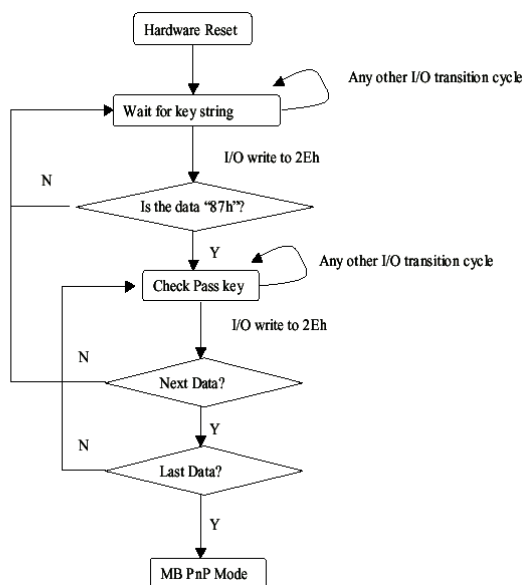 Hardware Reset
Any other I/O transition cycle
Wait for key string
I/O write to 2Eh
N
Is the data “87h”?
Y
Any other I/O transition cycle
Check Pass key
I/O write to 2Eh
N
Next Data?
Y
N
Last Data?
Y
MB PnP Mode